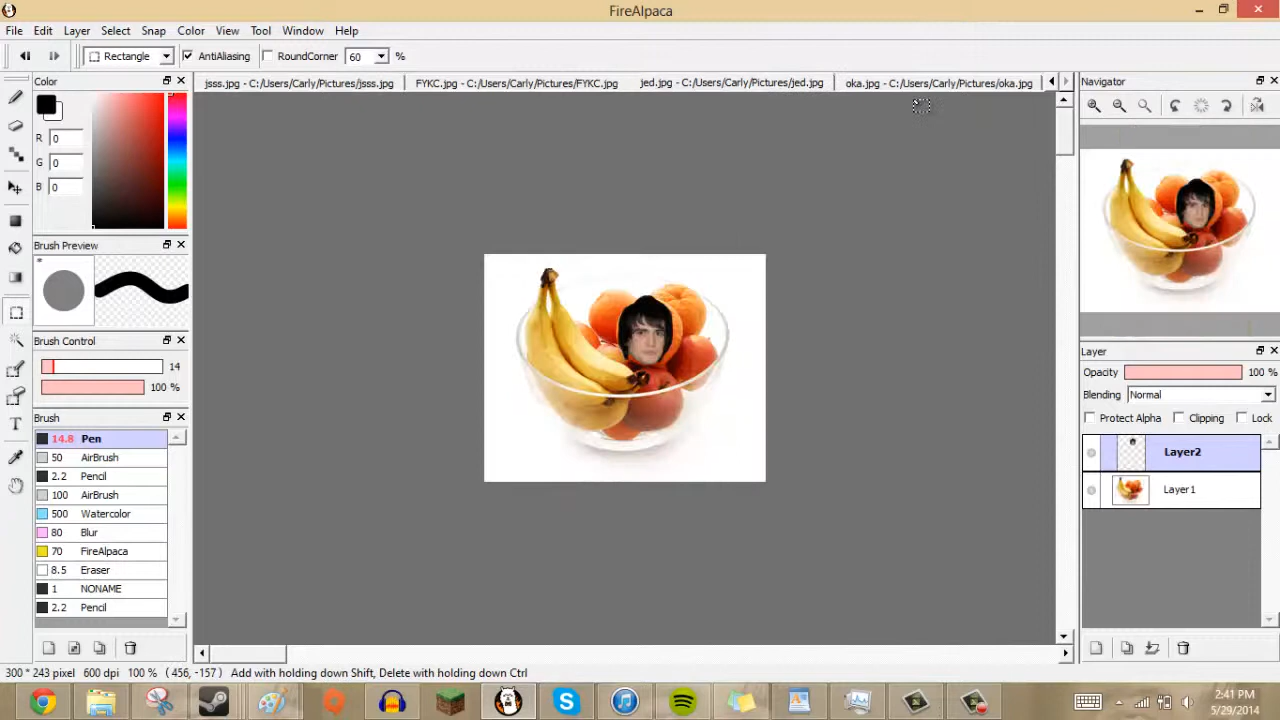 FireAlpaca
File Edit Layer Select Snap Color View Tool Window Help
Rectangle AntiAliasing RoundCorner 60 %
Color
jsss.jpg - C:/Users/Carly/Pictures/jsss.jpg FYKC.jpg - C:/Users/Carly/Pictures/FYKC.jpg jed.jpg - C:/Users/Carly/Pictures/jed.jpg oka.jpg - C:/Users/Carly/Pictures/oka.jpg
Navigator
R 0
G 0
B 0
Brush Preview
Brush Control
14
100 %
Brush
14.8 Pen
50 AirBrush
2.2 Pencil
100 AirBrush
500 Watercolor
80 Blur
70 FireAlpaca
8.5 Eraser
1 NONAME
2.2 Pencil
Layer
Opacity 100 %
Blending Normal
Protect Alpha Clipping Lock
Layer2
Layer1
300 * 243 pixel 600 dpi 100 % (456, -157) Add with holding down Shift, Delete with holding down Ctrl
2:41 PM
5/29/2014